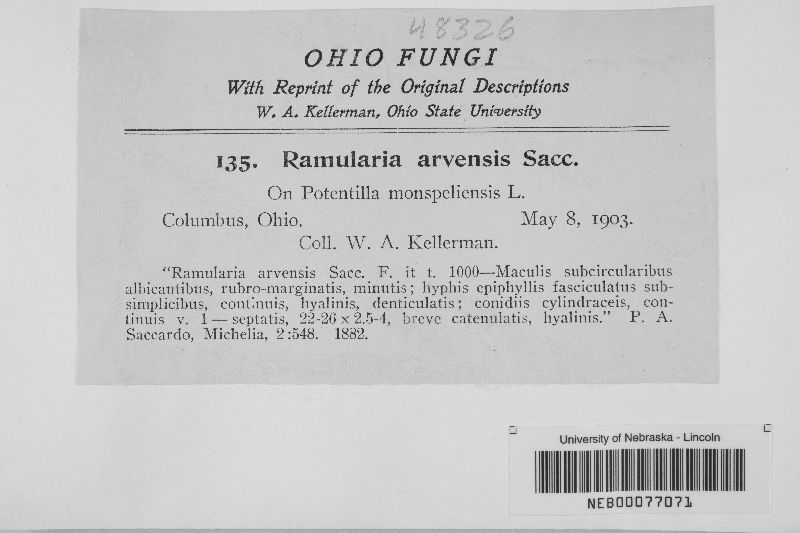 48326
OHIO FUNGI
With Reprint of the Original Descriptions
W. A. Kellerman, Ohio State University
135. Ramularia arvensis Sacc.
On Potentilla monspeliensis L.
Columbus, Ohio. May 8, 1903.
Coll. W. A. Kellerman.
"Ramularia arvensis Sacc. F. it t. 1000—Maculis subcircularibus
albicantibus, rubro-marginatis, minutis; hyphis epiphyllis fasciculatus sub-
simplicibus, continuis, hyalinis, denticulatis; conidiis cylindraceis, con-
tinuis v. 1—septatis, 22-26 x 2.5-4, breve catenulatis, hyalinis." P. A.
Saccardo, Michelia, 2:548. 1882.
University of Nebraska - Lincoln
NEB00077071